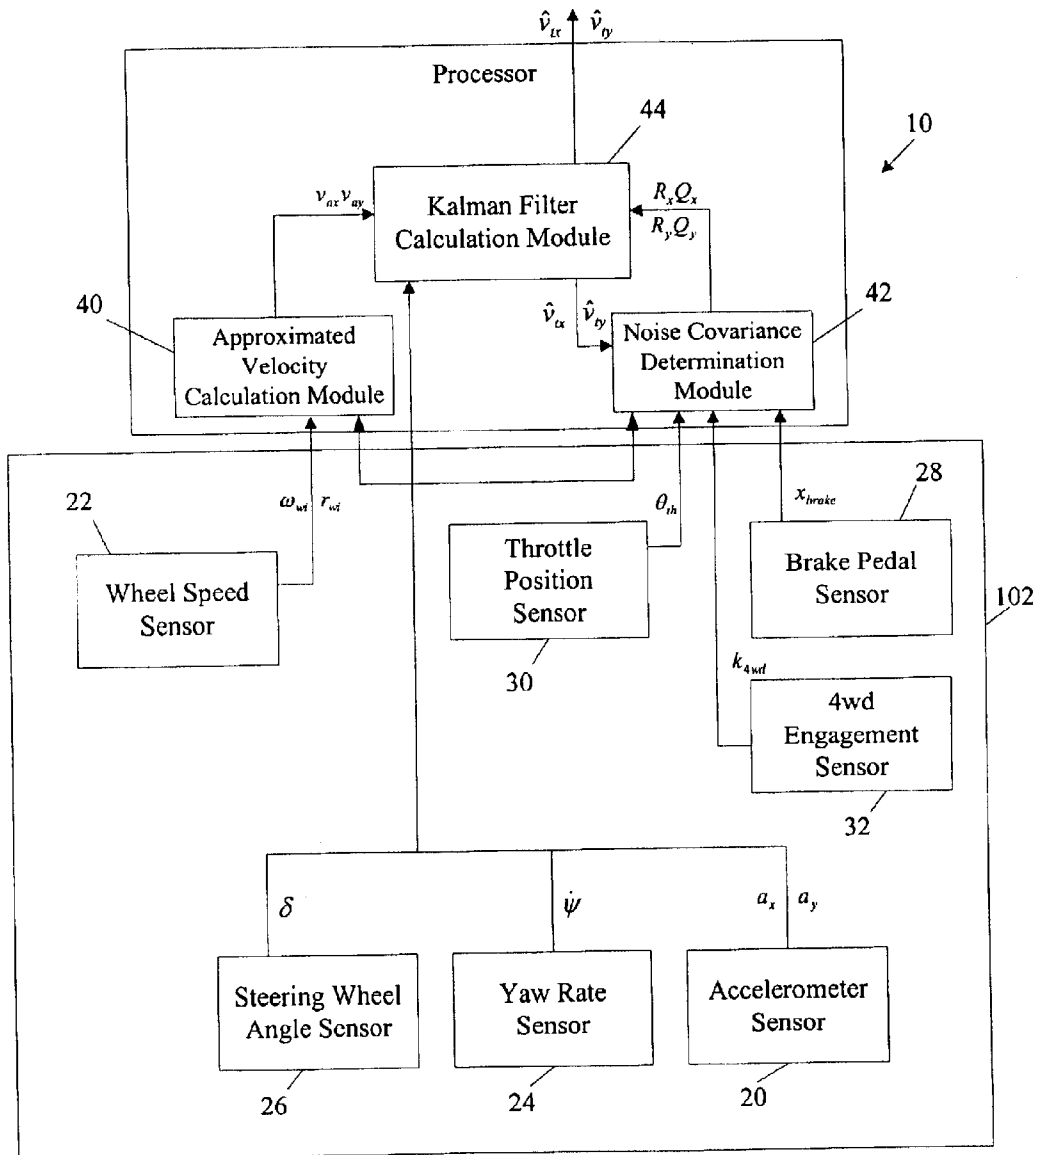 v̂tx v̂ty
Processor
44
10
Kalman Filter
Calculation Module
vax vay
RxQx
RyQy
40
42
v̂tx v̂ty
Approximated
Velocity
Calculation Module
Noise Covariance
Determination
Module
22
ωwi rwi
θth
xbrake
28
Wheel Speed
Sensor
Throttle
Position
Sensor
Brake Pedal
Sensor
102
30
k4wd
4wd
Engagement
Sensor
32
δ
ψ̇
ax ay
Steering Wheel
Angle Sensor
Yaw Rate
Sensor
Accelerometer
Sensor
26
24
20